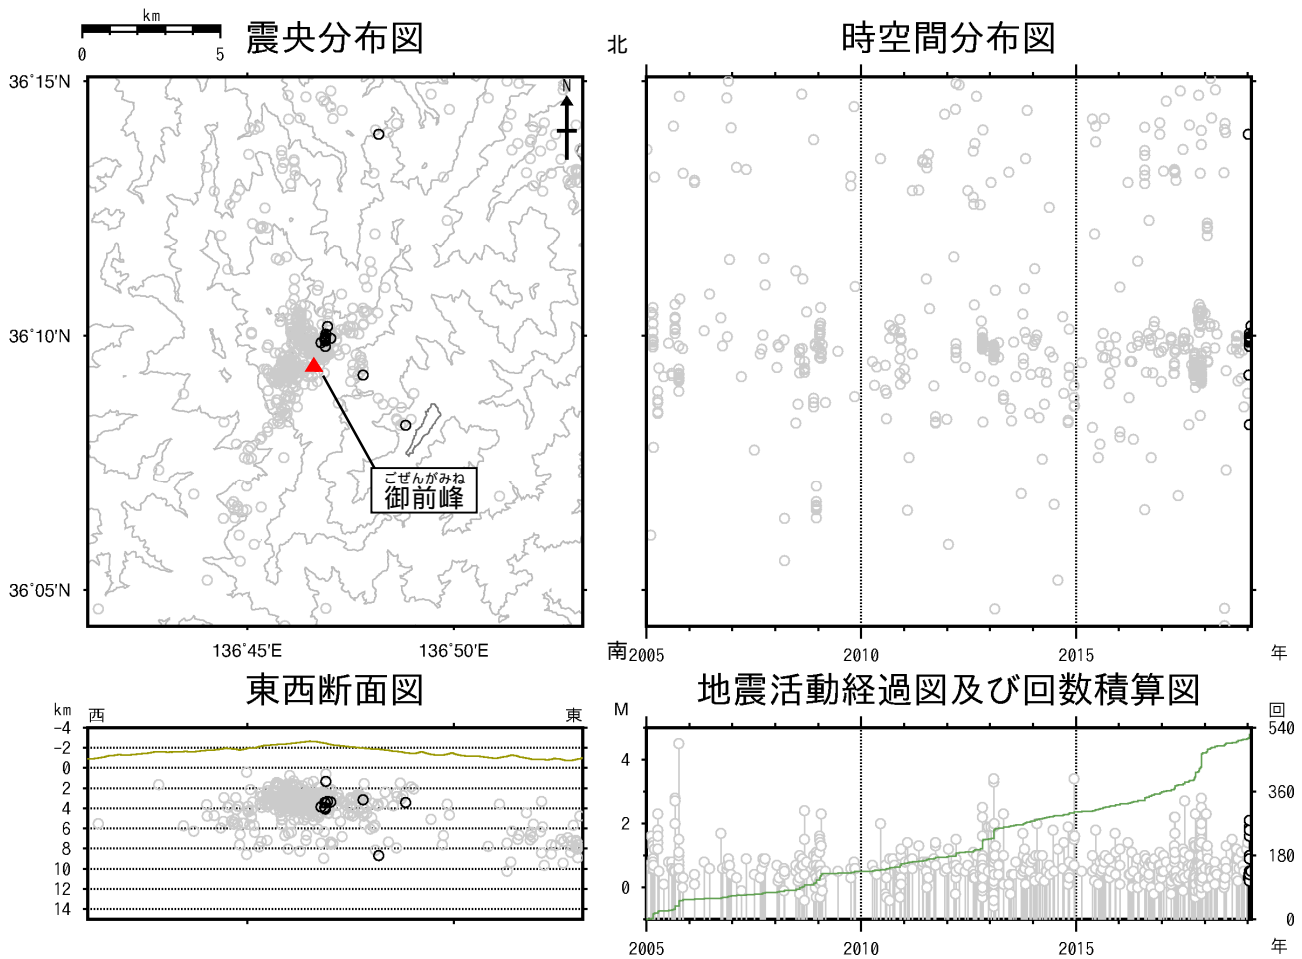 km
0 5
震央分布図
36°15′N
36°10′N
36°05′N
N
ごぜんがみね
御前峰
136°45′E 136°50′E
時空間分布図
北
南
2005 2010 2015 年
東西断面図
km
西 東
-4
-2
0
2
4
6
8
10
12
14
地震活動経過図及び回数積算図
M 回
4
2
0
540
360
180
0
2005 2010 2015 年